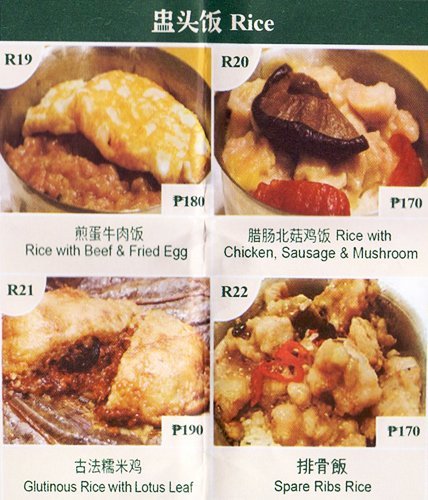 盅头饭 Rice
R19
R20
₱180
₱170
煎蛋牛肉饭
Rice with Beef & Fried Egg
腊肠北菇鸡饭 Rice with
Chicken, Sausage & Mushroom
R21
R22
₱190
₱170
古法糯米鸡
Glutinous Rice with Lotus Leaf
排骨飯
Spare Ribs Rice